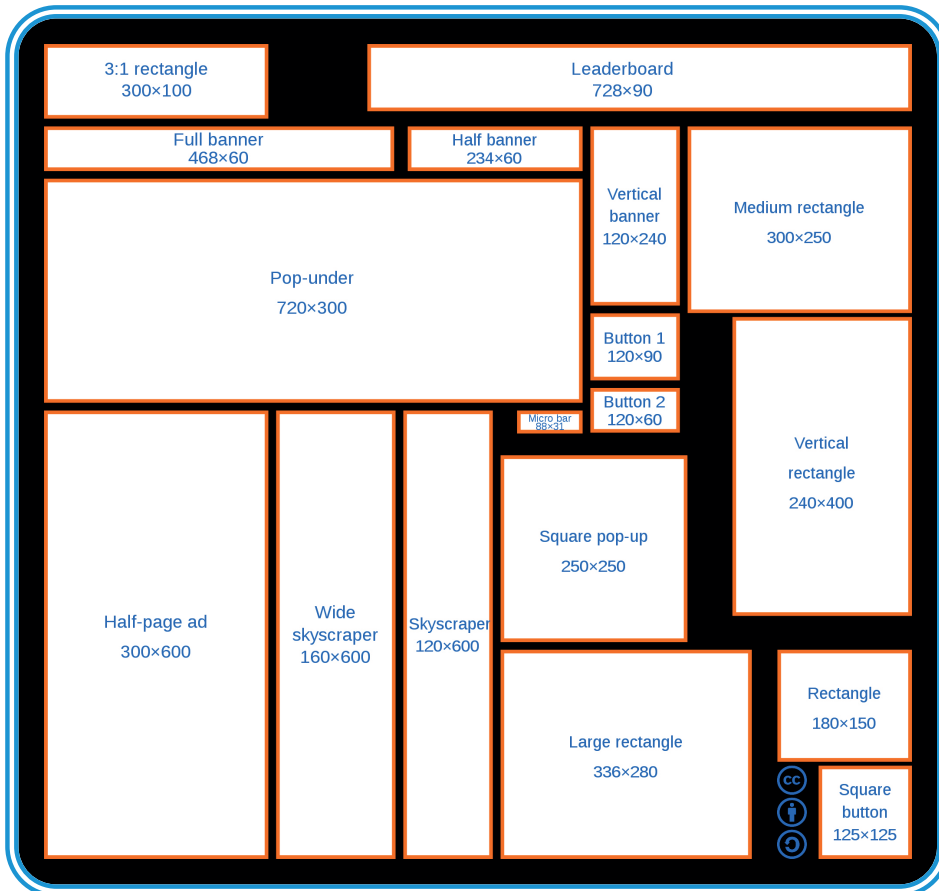 3:1 rectangle
300×100
Leaderboard
728×90
Full banner
468×60
Half banner
234×60
Vertical
banner
120×240
Medium rectangle
300×250
Pop-under
720×300
Button 1
120×90
Button 2
120×60
Micro bar
88×31
Vertical
rectangle
240×400
Square pop-up
250×250
Half-page ad
300×600
Wide
skyscraper
160×600
Skyscraper
120×600
Large rectangle
336×280
Rectangle
180×150
cc
Square
button
125×125